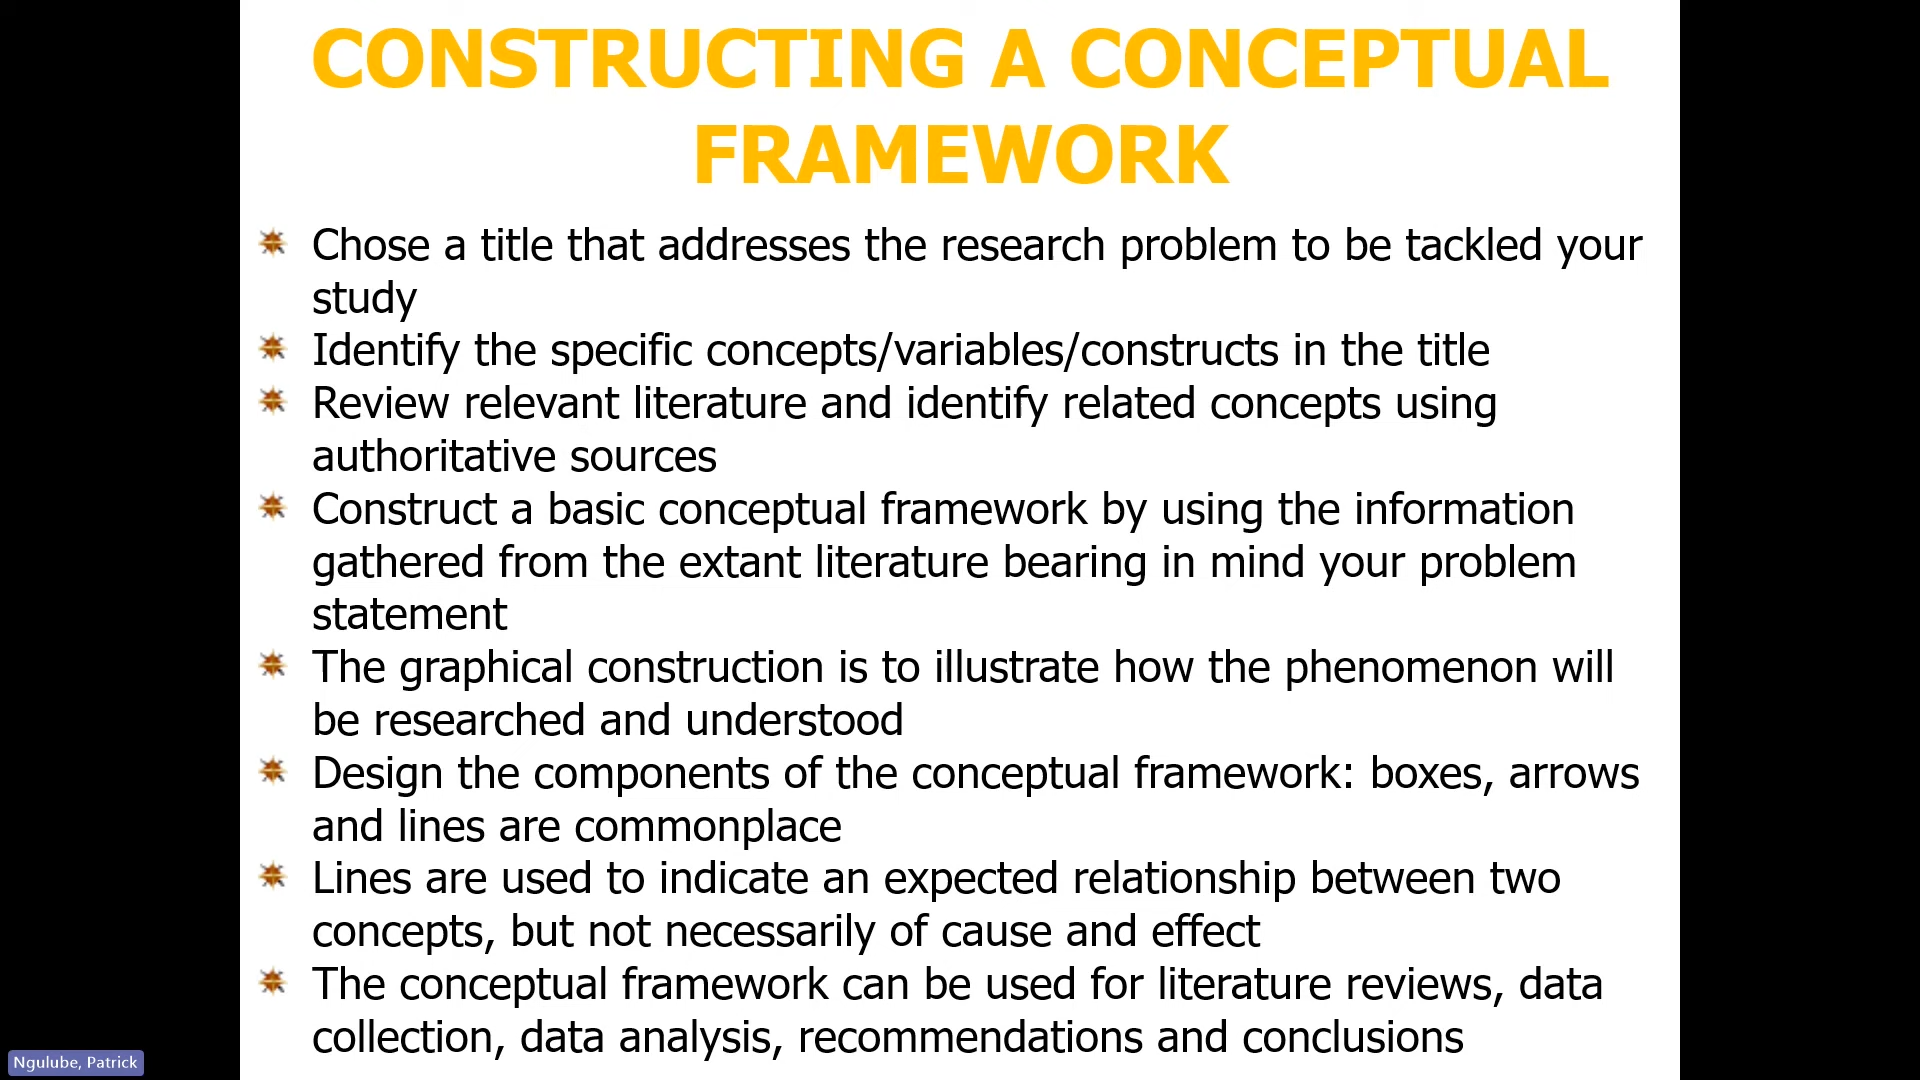 CONSTRUCTING A CONCEPTUAL
FRAMEWORK
Chose a title that addresses the research problem to be tackled your
study
Identify the specific concepts/variables/constructs in the title
Review relevant literature and identify related concepts using
authoritative sources
Construct a basic conceptual framework by using the information
gathered from the extant literature bearing in mind your problem
statement
The graphical construction is to illustrate how the phenomenon will
be researched and understood
Design the components of the conceptual framework: boxes, arrows
and lines are commonplace
Lines are used to indicate an expected relationship between two
concepts, but not necessarily of cause and effect
The conceptual framework can be used for literature reviews, data
collection, data analysis, recommendations and conclusions
Ngulube, Patrick